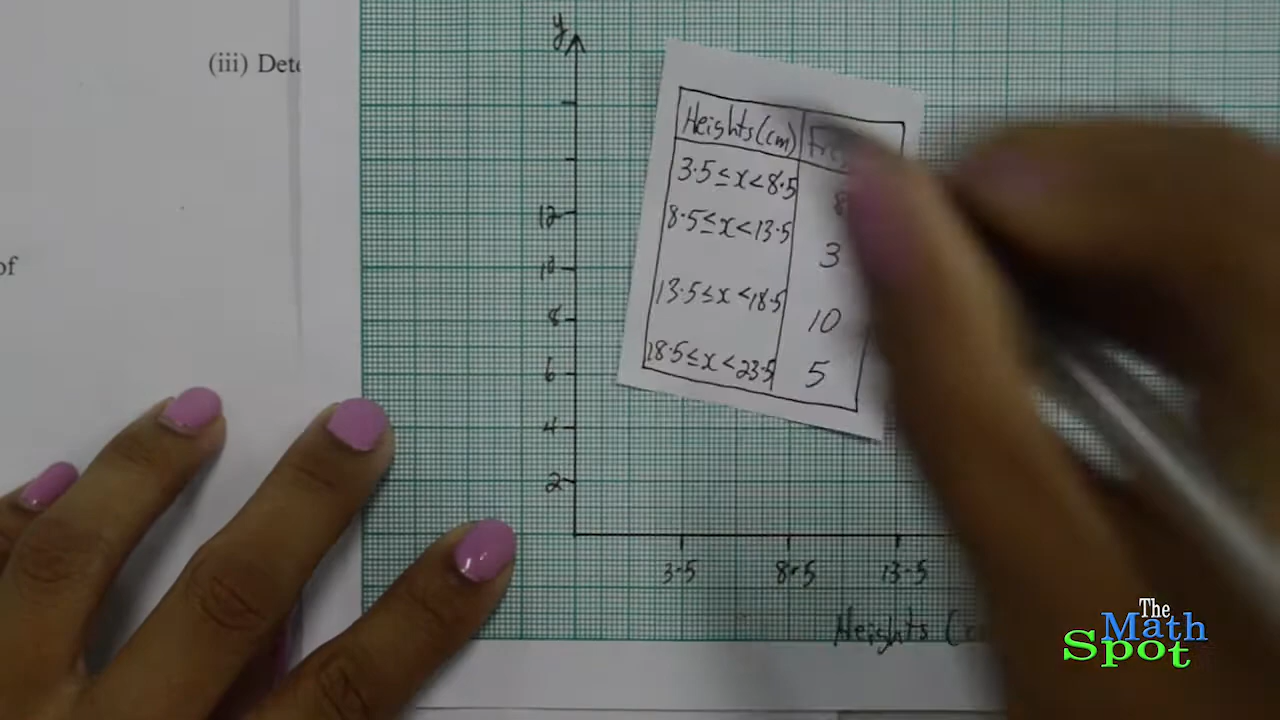 (iii)
of
y
Heights (cm)
3.5 ≤ x < 8.5 8
8.5 ≤ x < 13.5 3
13.5 ≤ x < 18.5 10
18.5 ≤ x < 23.5 5
12
10
8
6
4
2
3.5 8.5 13.5
Heights
The
Math
Spot